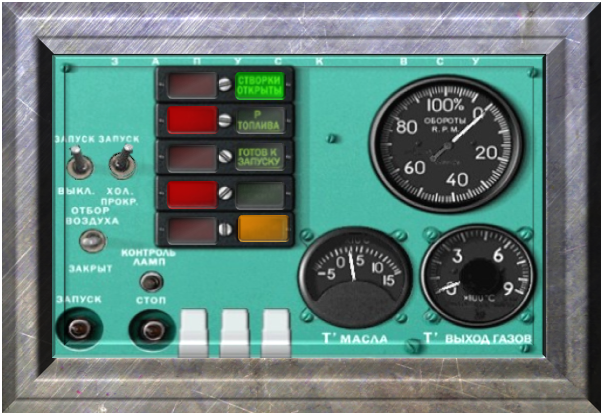 ЗАПУСК ВСУ
СТВОРКИ
ОТКРЫТЫ
Р
ТОПЛИВА
ГОТОВ К
ЗАПУСКУ
ЗАПУСК ЗАПУСК
ВЫКЛ. ХОЛ.
ПРОКР.
ОТБОР
ВОЗДУХА
ЗАКРЫТ
КОНТРОЛЬ
ЛАМП
ЗАПУСК
СТОП
100%
ОБОРОТЫ
R.P.M.
0
20
40
60
80
-5 0 5 10 15
T° МАСЛА
0 3 6 9
×100°C
T° ВЫХОД ГАЗОВ